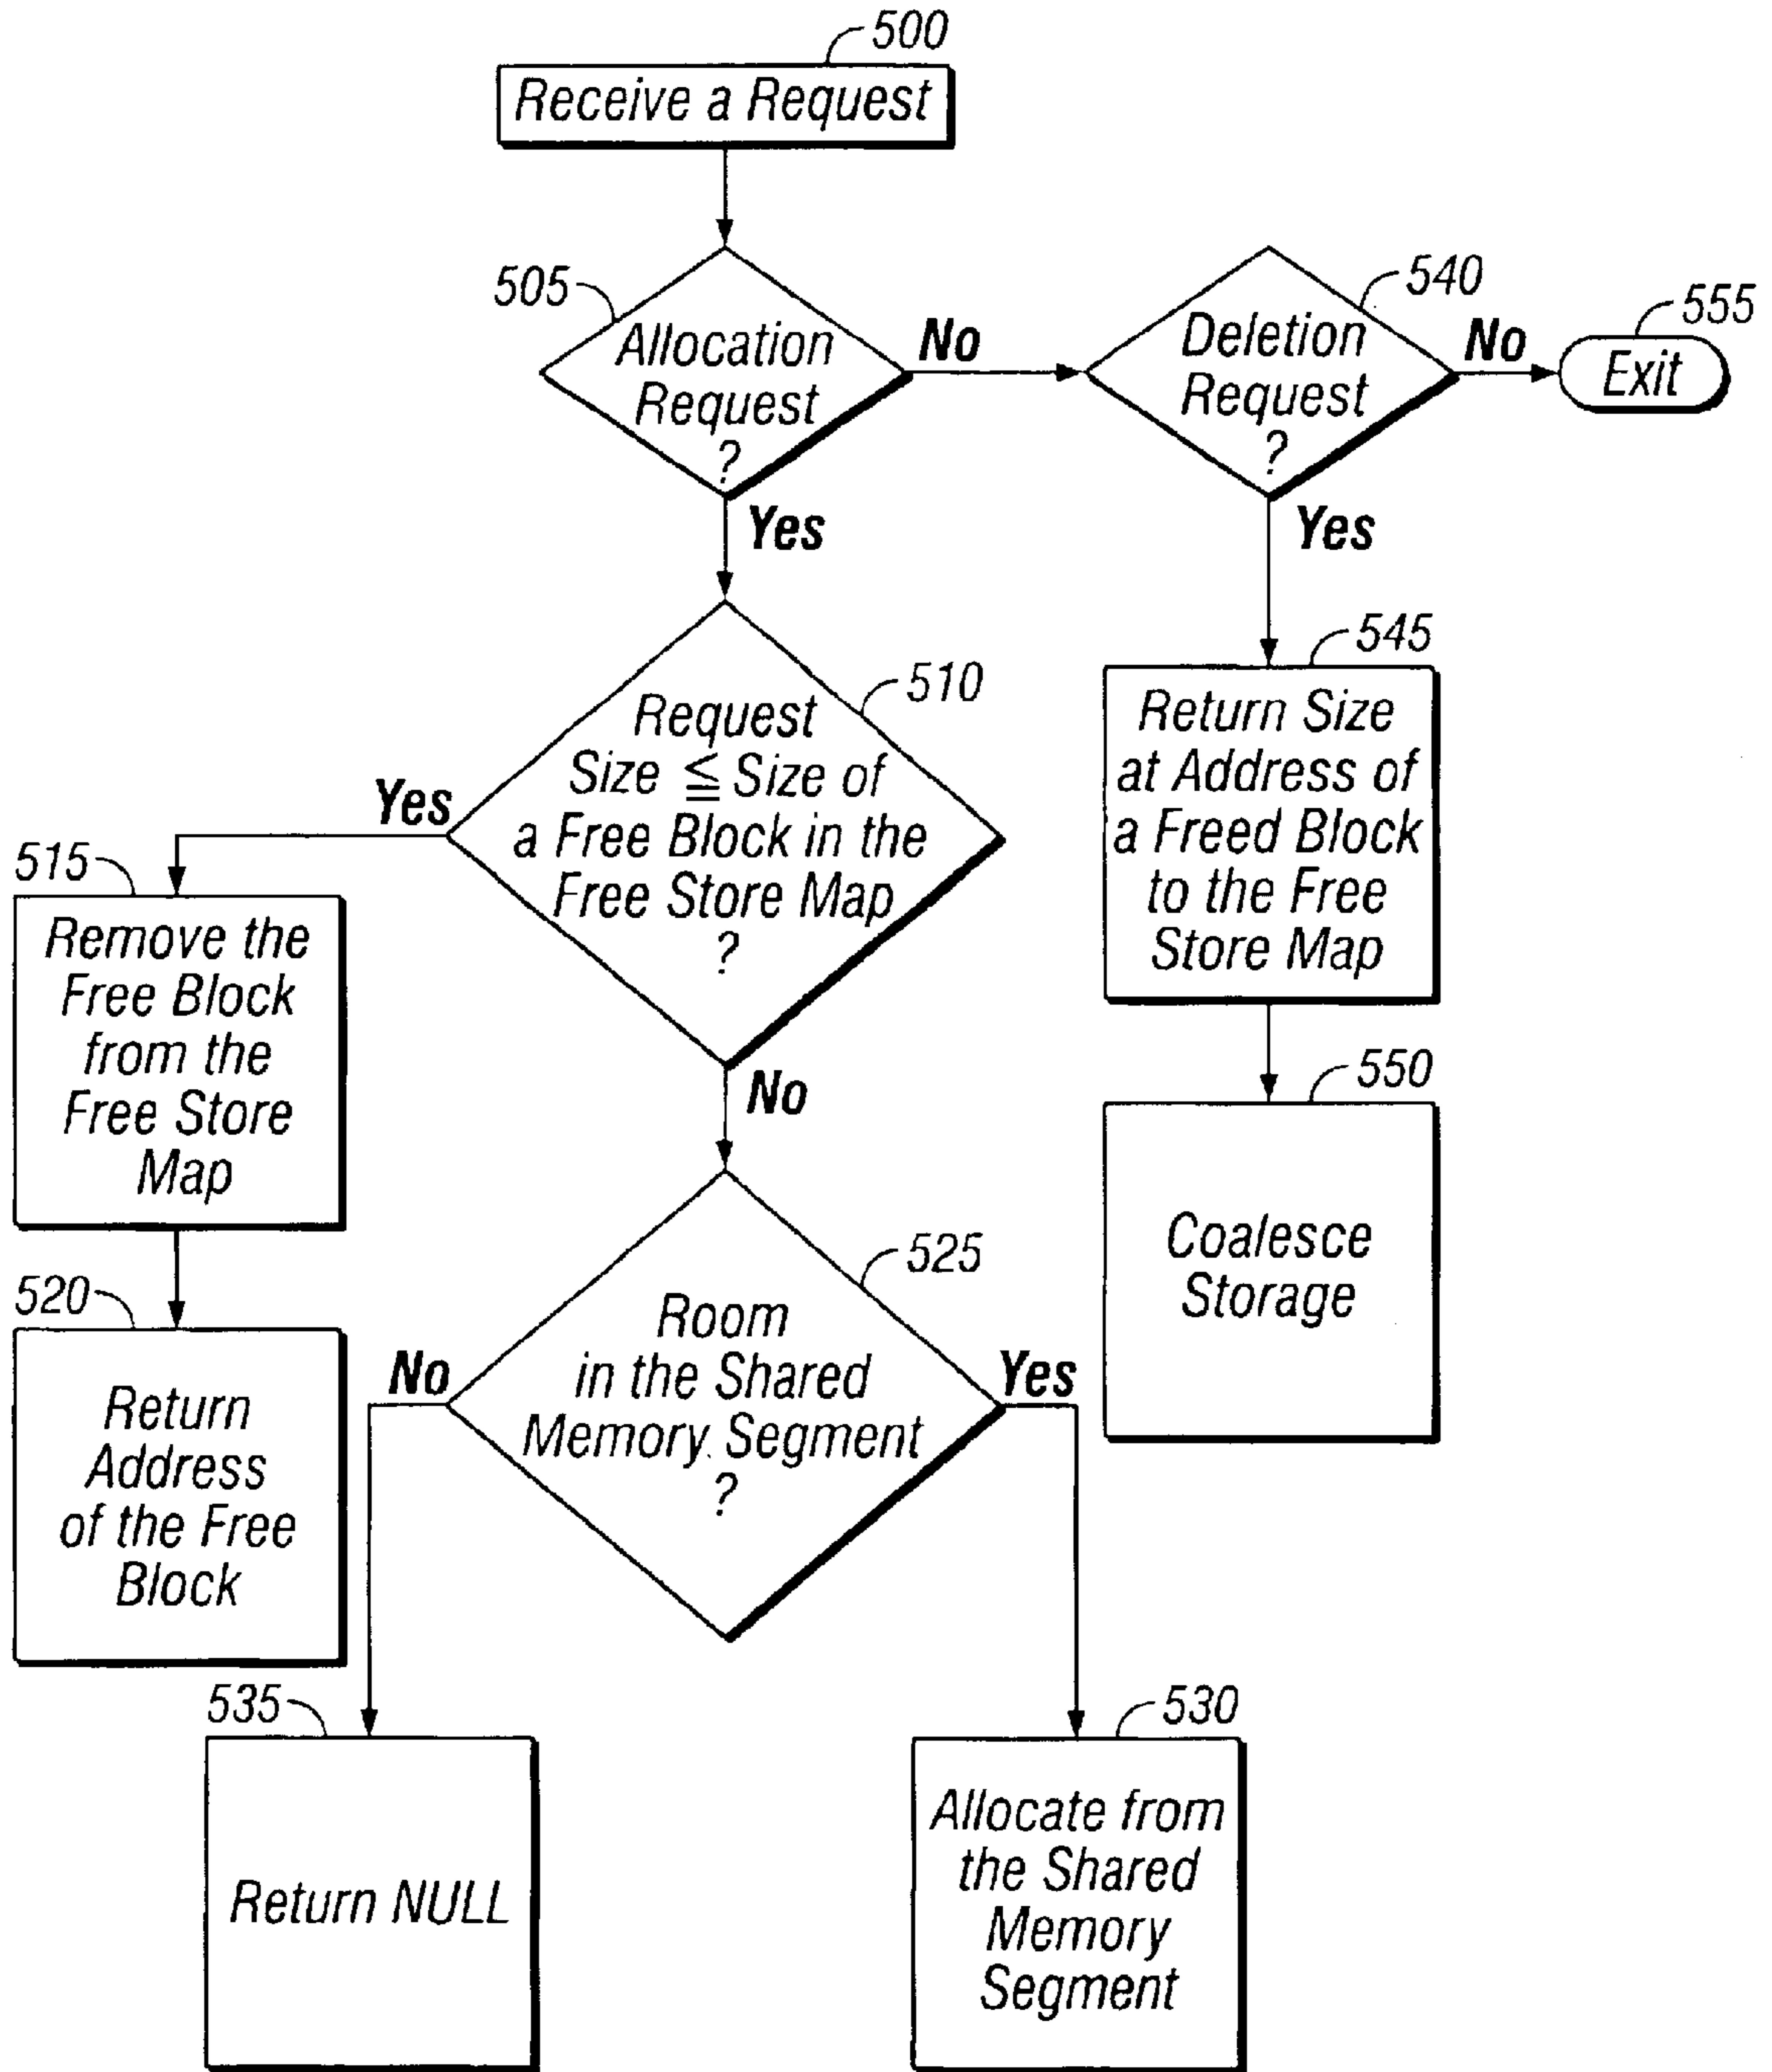 500
Receive a Request
505
Allocation
Request
?
No
Yes
540
Deletion
Request
?
No
Yes
555
Exit
510
Request
Size ≦ Size of
a Free Block in the
Free Store Map
?
Yes
No
545
Return Size
at Address of
a Freed Block
to the Free
Store Map
515
Remove the
Free Block
from the
Free Store
Map
550
Coalesce
Storage
520
Return
Address
of the Free
Block
525
Room
in the Shared
Memory Segment
?
No
Yes
535
Return NULL
530
Allocate from
the Shared
Memory
Segment